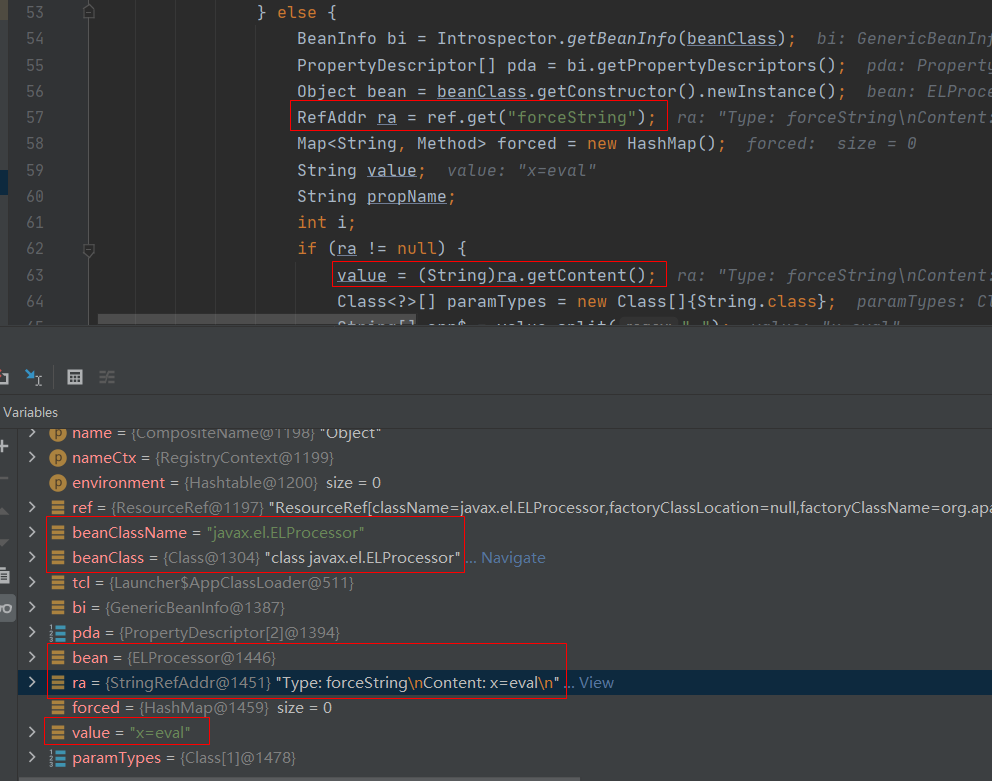 53 } else {
54 BeanInfo bi = Introspector.getBeanInfo(beanClass); bi: GenericBeanInf
55 PropertyDescriptor[] pda = bi.getPropertyDescriptors(); pda: Property
56 Object bean = beanClass.getConstructor().newInstance(); bean: ELProce
57 RefAddr ra = ref.get("forceString"); ra: "Type: forceString\nContent:
58 Map<String, Method> forced = new HashMap(); forced: size = 0
59 String value; value: "x=eval"
60 String propName;
61 int i;
62 if (ra != null) {
63 value = (String)ra.getContent(); ra: "Type: forceString\nContent:
64 Class<?>[] paramTypes = new Class[]{String.class}; paramTypes: Cl
Variables
name = {CompositeName@1198} "Object"
nameCtx = {RegistryContext@1199}
environment = {Hashtable@1200} size = 0
ref = {ResourceRef@1197} "ResourceRef[className=javax.el.ELProcessor,factoryClassLocation=null,factoryClassName=org.apa
beanClassName = "javax.el.ELProcessor"
beanClass = {Class@1304} "class javax.el.ELProcessor" ... Navigate
tcl = {Launcher$AppClassLoader@511}
bi = {GenericBeanInfo@1387}
pda = {PropertyDescriptor[2]@1394}
bean = {ELProcessor@1446}
ra = {StringRefAddr@1451} "Type: forceString\nContent: x=eval\n" ... View
forced = {HashMap@1459} size = 0
value = "x=eval"
paramTypes = {Class[1]@1478}